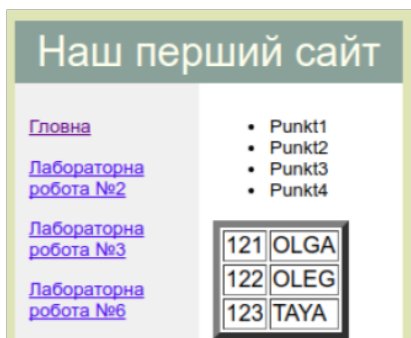 Наш перший сайт
Гловна
Лабораторна
робота №2
Лабораторна
робота №3
Лабораторна
робота №6
Punkt1
Punkt2
Punkt3
Punkt4
121 OLGA
122 OLEG
123 TAYA